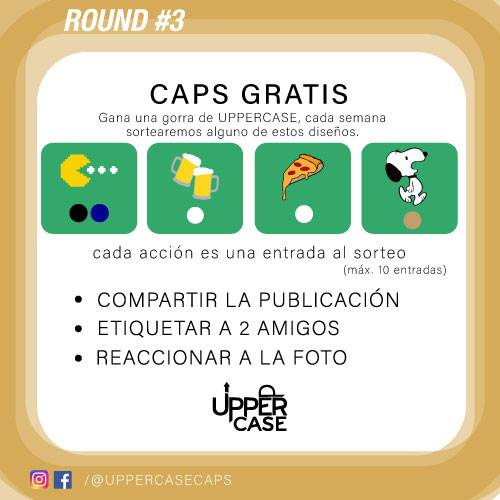 ROUND #3
CAPS GRATIS
Gana una gorra de UPPERCASE, cada semana
sortearemos alguno de estos diseños.
cada acción es una entrada al sorteo
(máx. 10 entradas)
• COMPARTIR LA PUBLICACIÓN
• ETIQUETAR A 2 AMIGOS
• REACCIONAR A LA FOTO
UPPER
CASE
/@UPPERCASECAPS